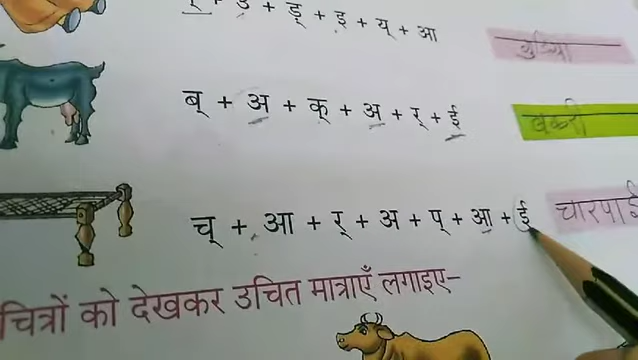 + ड् + इ + य् + आ
ब् + अ + क् + अ + र् + ई बकरी
च् + आ + र् + अ + प् + आ + ई चारपाई
चित्रों को देखकर उचित मात्राएँ लगाइए–